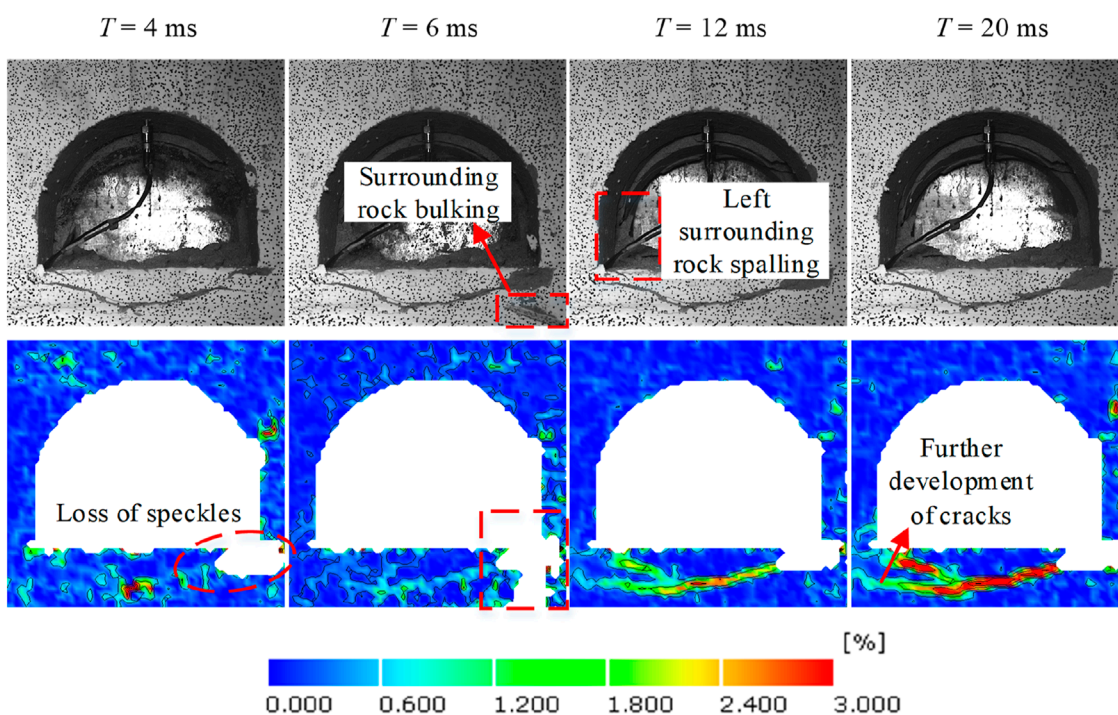 T = 4 ms
T = 6 ms
T = 12 ms
T = 20 ms
Surrounding
rock bulking
Left
surrounding
rock spalling
Loss of speckles
Further
development
of cracks
[%]
0.000 0.600 1.200 1.800 2.400 3.000